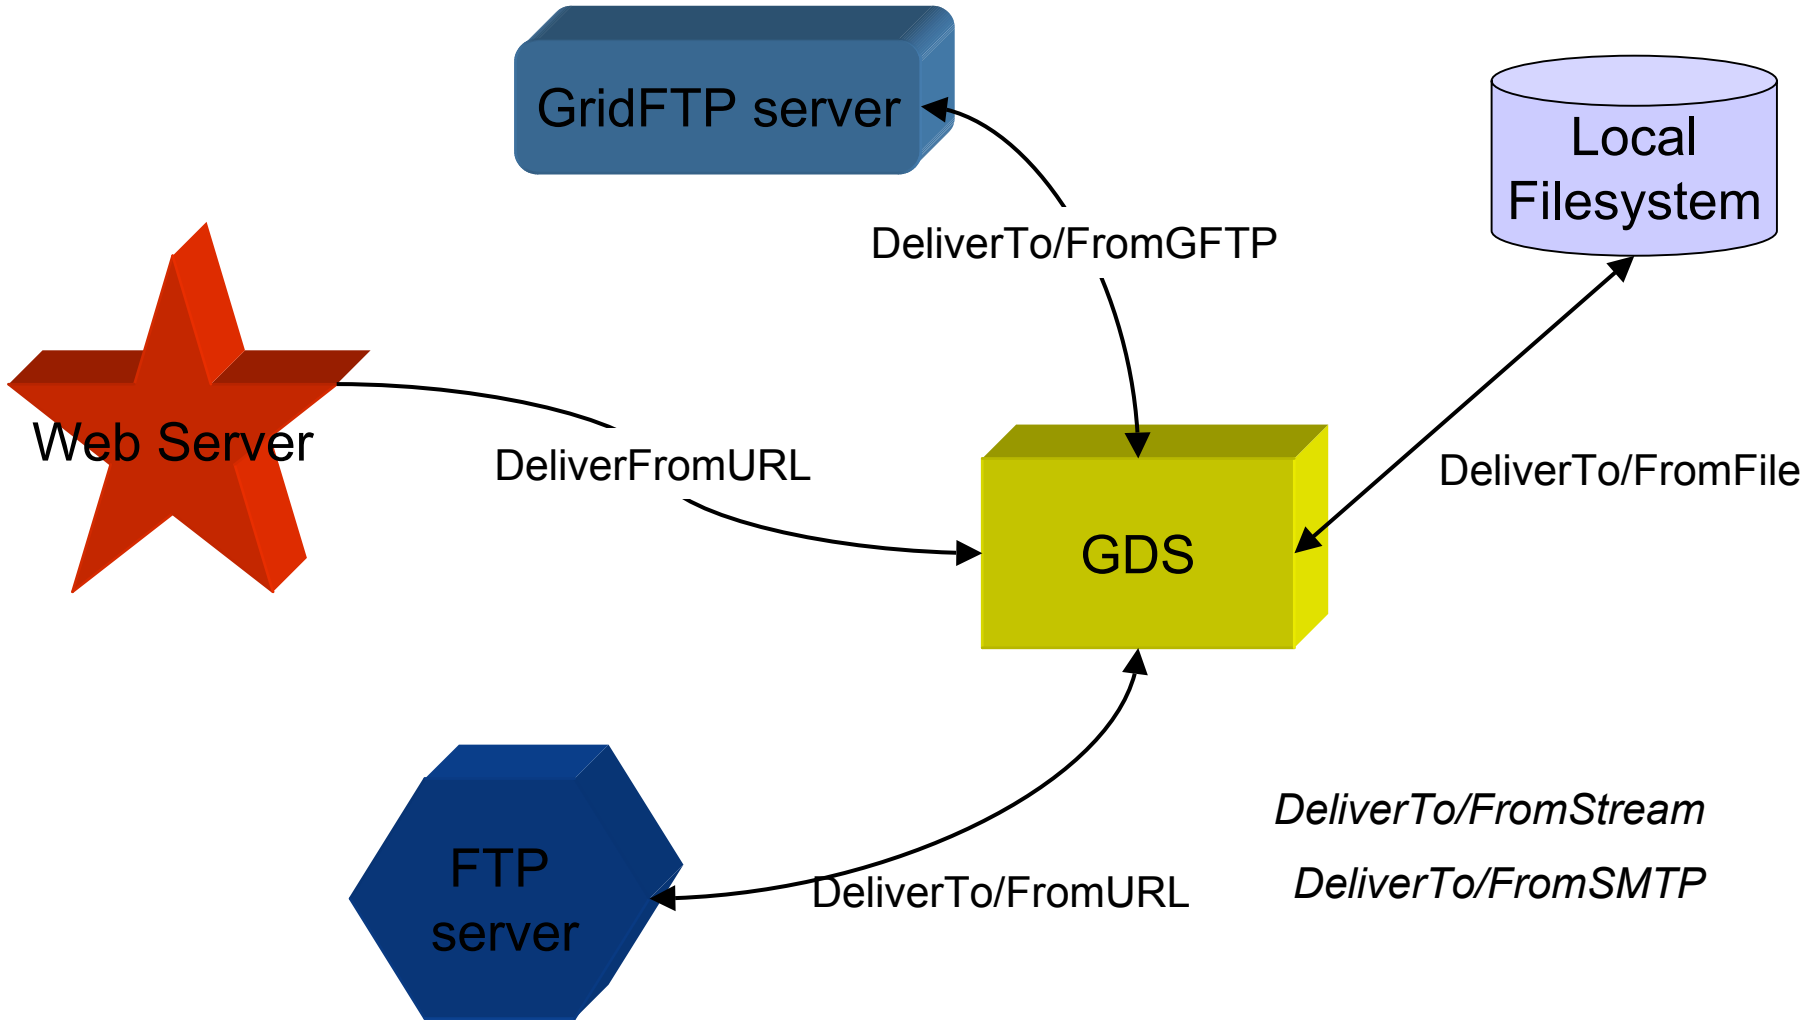 GridFTP server
Local
Filesystem
DeliverTo/FromGFTP
Web Server
DeliverFromURL
DeliverTo/FromFile
GDS
DeliverTo/FromStream
FTP
server
DeliverTo/FromURL
DeliverTo/FromSMTP